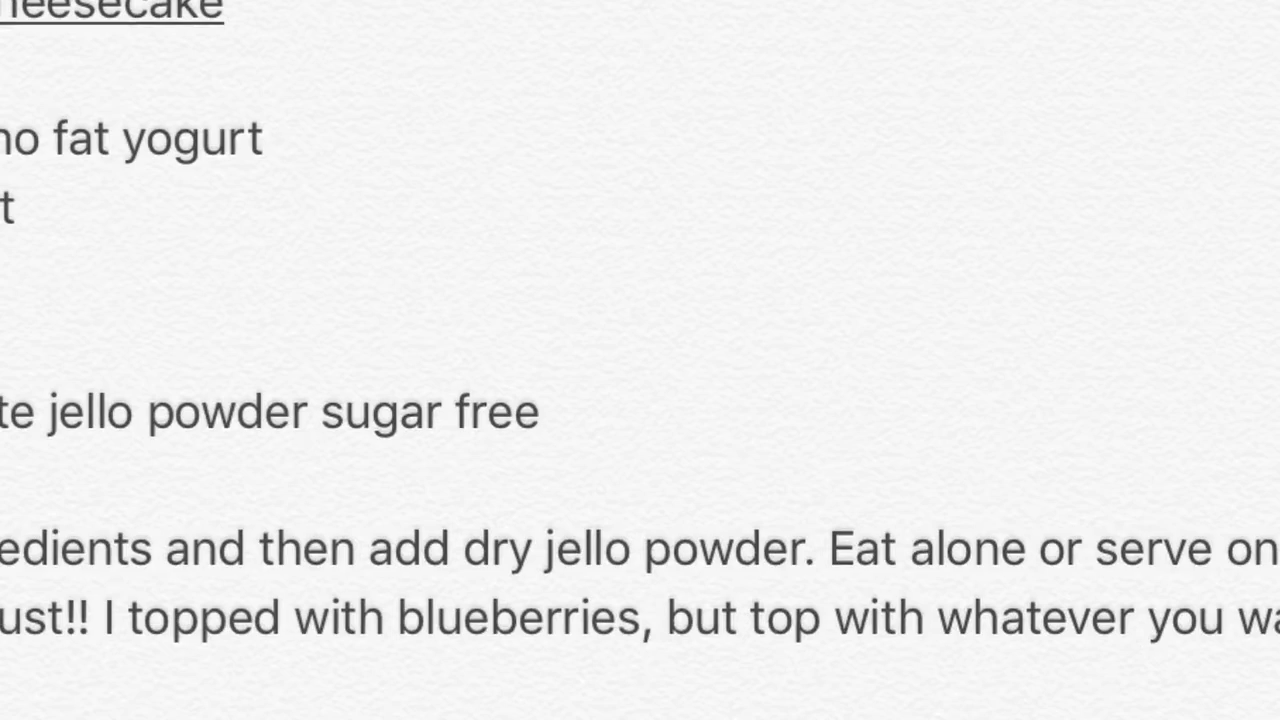 heesecake
no fat yogurt
t
te jello powder sugar free
edients and then add dry jello powder. Eat alone or serve on
ust!! I topped with blueberries, but top with whatever you wa